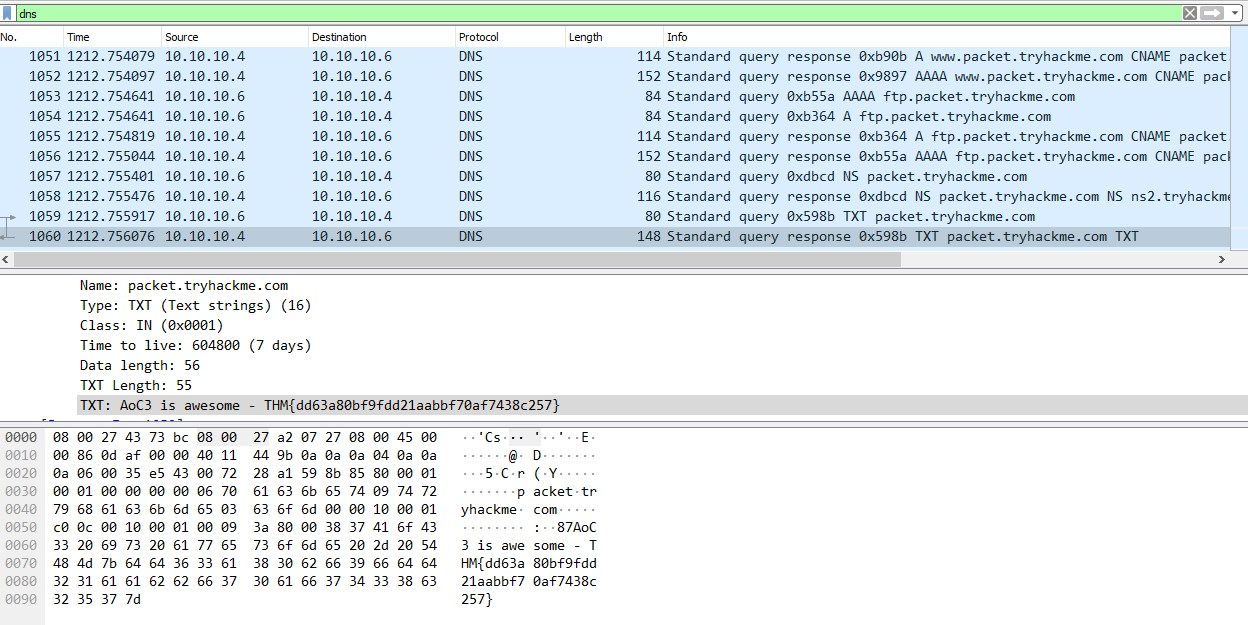 dns
No. Time Source Destination Protocol Length Info
1051 1212.754079 10.10.10.4 10.10.10.6 DNS 114 Standard query response 0xb90b A www.packet.tryhackme.com CNAME packet.
1052 1212.754097 10.10.10.4 10.10.10.6 DNS 152 Standard query response 0x9897 AAAA www.packet.tryhackme.com CNAME pack
1053 1212.754641 10.10.10.6 10.10.10.4 DNS 84 Standard query 0xb55a AAAA ftp.packet.tryhackme.com
1054 1212.754641 10.10.10.6 10.10.10.4 DNS 84 Standard query 0xb364 A ftp.packet.tryhackme.com
1055 1212.754819 10.10.10.4 10.10.10.6 DNS 114 Standard query response 0xb364 A ftp.packet.tryhackme.com CNAME packet.
1056 1212.755044 10.10.10.4 10.10.10.6 DNS 152 Standard query response 0xb55a AAAA ftp.packet.tryhackme.com CNAME pack
1057 1212.755401 10.10.10.6 10.10.10.4 DNS 80 Standard query 0xdbcd NS packet.tryhackme.com
1058 1212.755476 10.10.10.4 10.10.10.6 DNS 116 Standard query response 0xdbcd NS packet.tryhackme.com NS ns2.tryhackme
1059 1212.755917 10.10.10.6 10.10.10.4 DNS 80 Standard query 0x598b TXT packet.tryhackme.com
1060 1212.756076 10.10.10.4 10.10.10.6 DNS 148 Standard query response 0x598b TXT packet.tryhackme.com TXT
Name: packet.tryhackme.com
Type: TXT (Text strings) (16)
Class: IN (0x0001)
Time to live: 604800 (7 days)
Data length: 56
TXT Length: 55
TXT: AoC3 is awesome - THM{dd63a80bf9fdd21aabbf70af7438c257}
0000 08 00 27 43 73 bc 08 00 27 a2 07 27 08 00 45 00 ··'Cs··· '··'··E·
0010 00 86 0d af 00 00 40 11 44 9b 0a 0a 0a 04 0a 0a ······@· D·······
0020 0a 06 00 35 e5 43 00 72 28 a1 59 8b 85 80 00 01 ···5·C·r (·Y·····
0030 00 01 00 00 00 00 06 70 61 63 6b 65 74 09 74 72 ·······p acket·tr
0040 79 68 61 63 6b 6d 65 03 63 6f 6d 00 00 10 00 01 yhackme· com·····
0050 c0 0c 00 10 00 01 00 09 3a 80 00 38 37 41 6f 43 ········ :··87AoC
0060 33 20 69 73 20 61 77 65 73 6f 6d 65 20 2d 20 54 3 is awe some - T
0070 48 4d 7b 64 64 36 33 61 38 30 62 66 39 66 64 64 HM{dd63a 80bf9fdd
0080 32 31 61 61 62 62 66 37 30 61 66 37 34 33 38 63 21aabbf7 0af7438c
0090 32 35 37 7d 257}